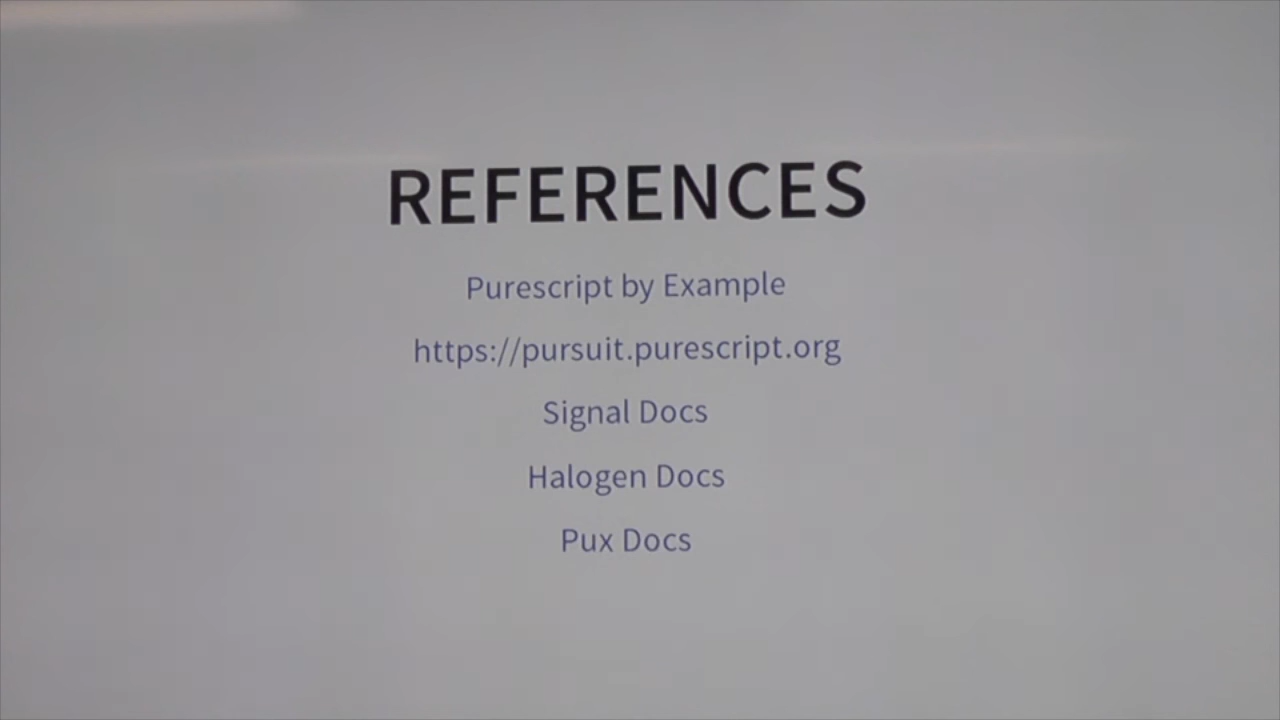 REFERENCES
Purescript by Example
https://pursuit.purescript.org
Signal Docs
Halogen Docs
Pux Docs